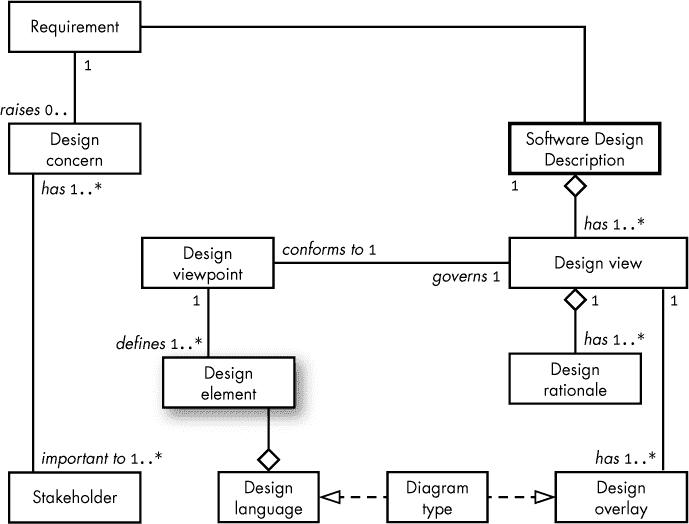 Requirement
1
raises 0..
Design
concern
has 1..*
Software Design
Description
1
has 1..*
Design
viewpoint
conforms to 1
governs 1
Design view
1
defines 1..*
1
1
has 1..*
Design
element
Design
rationale
important to 1..*
has 1..*
Stakeholder
Design
language
Diagram
type
Design
overlay